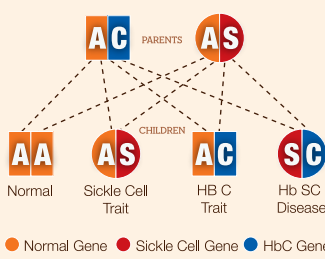 AC PARENTS AS
CHILDREN
AA AS AC SC
Normal Sickle Cell Trait HB C Trait Hb SC Disease
Normal Gene Sickle Cell Gene HbC Gene